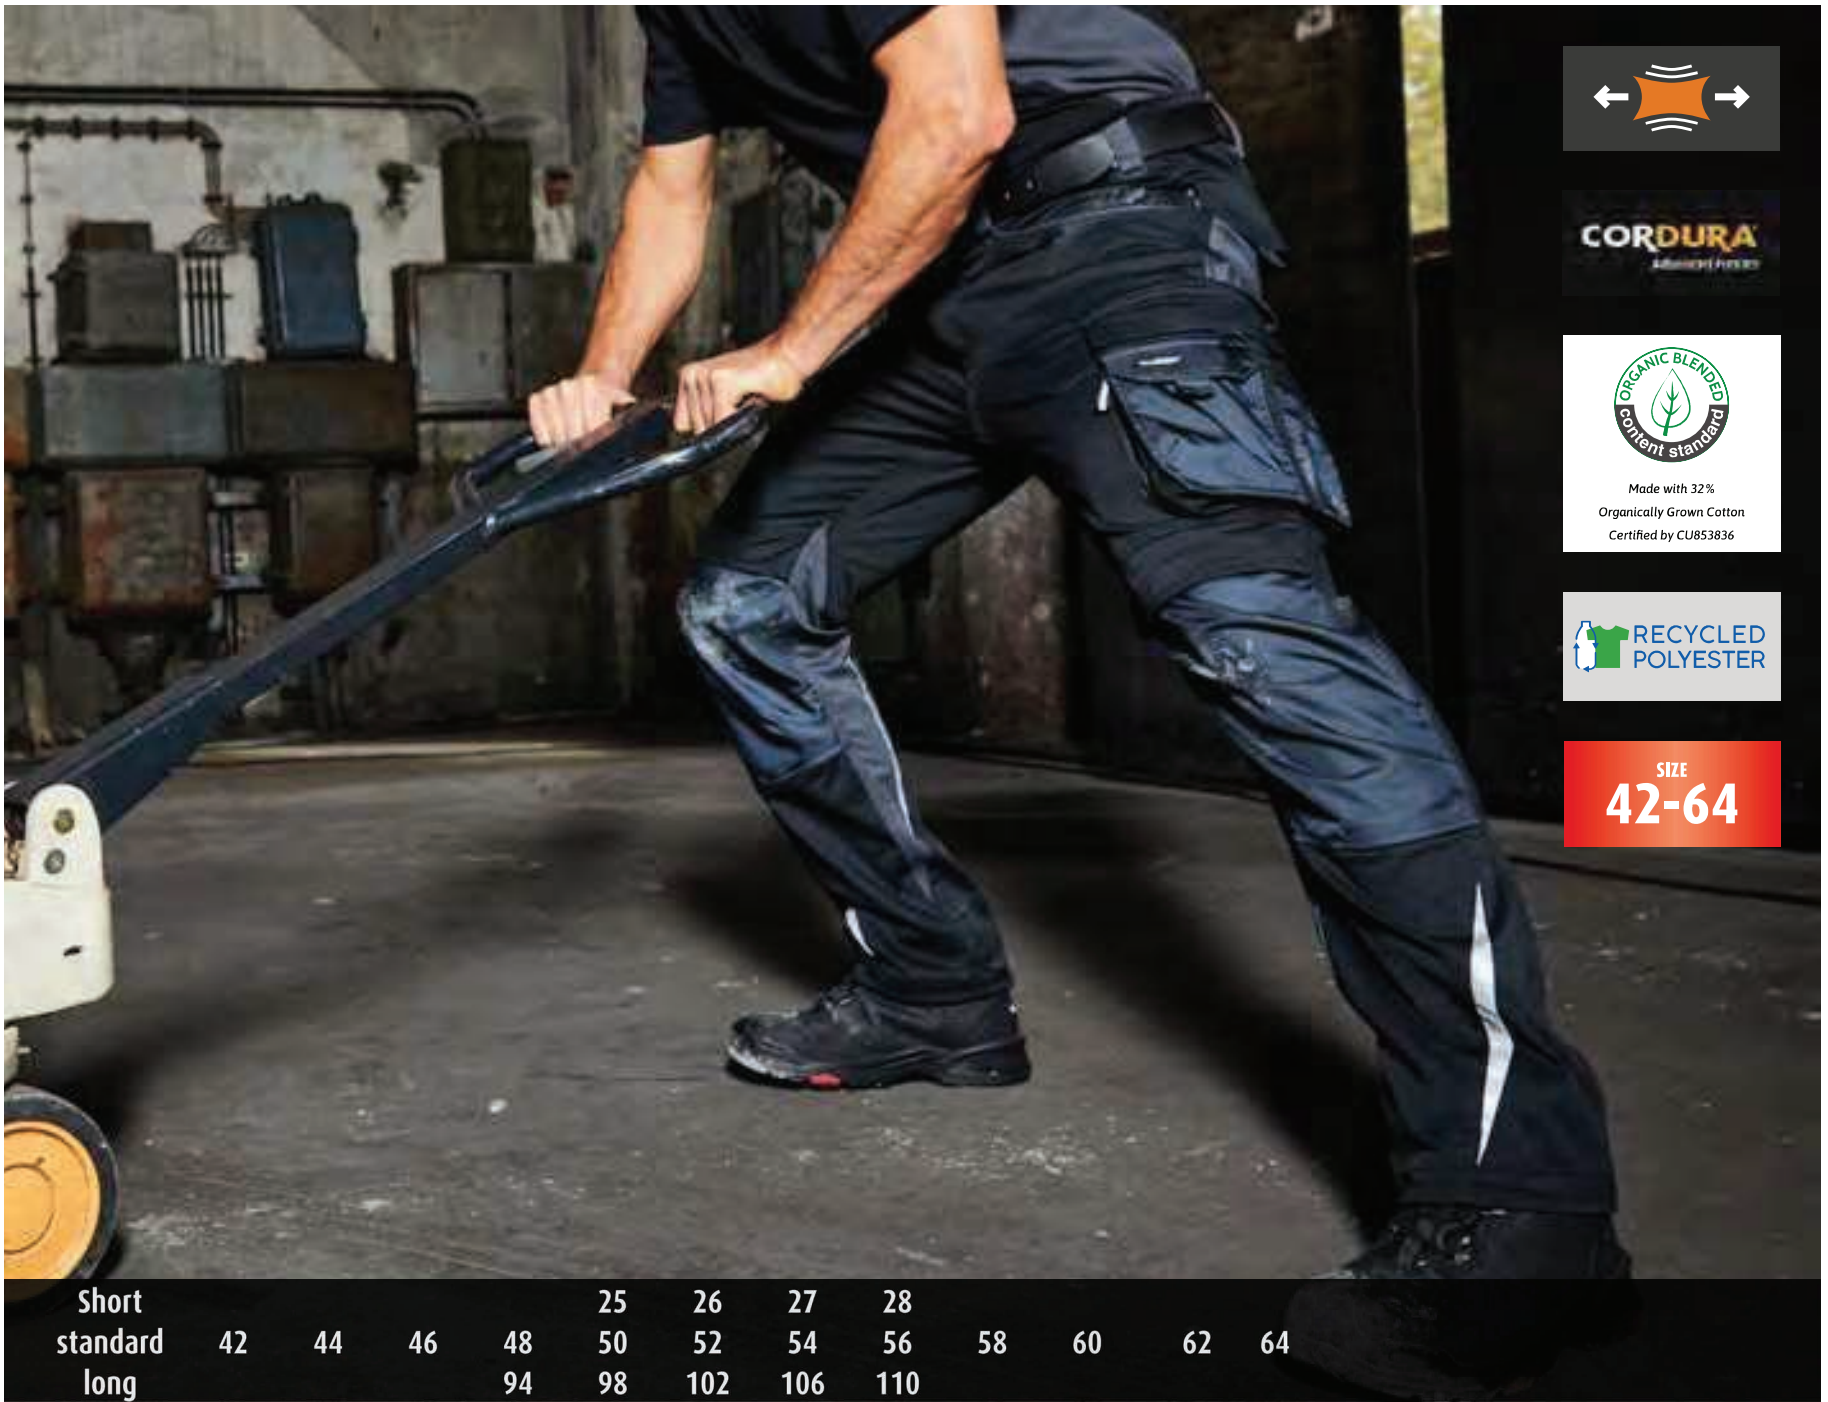 CORDURA
ORGANIC BLENDED
content standard
Made with 32%
Organically Grown Cotton
Certified by CU853836
RECYCLED
POLYESTER
SIZE
42-64
Short 25 26 27 28
standard 42 44 46 48 50 52 54 56 58 60 62 64
long 94 98 102 106 110